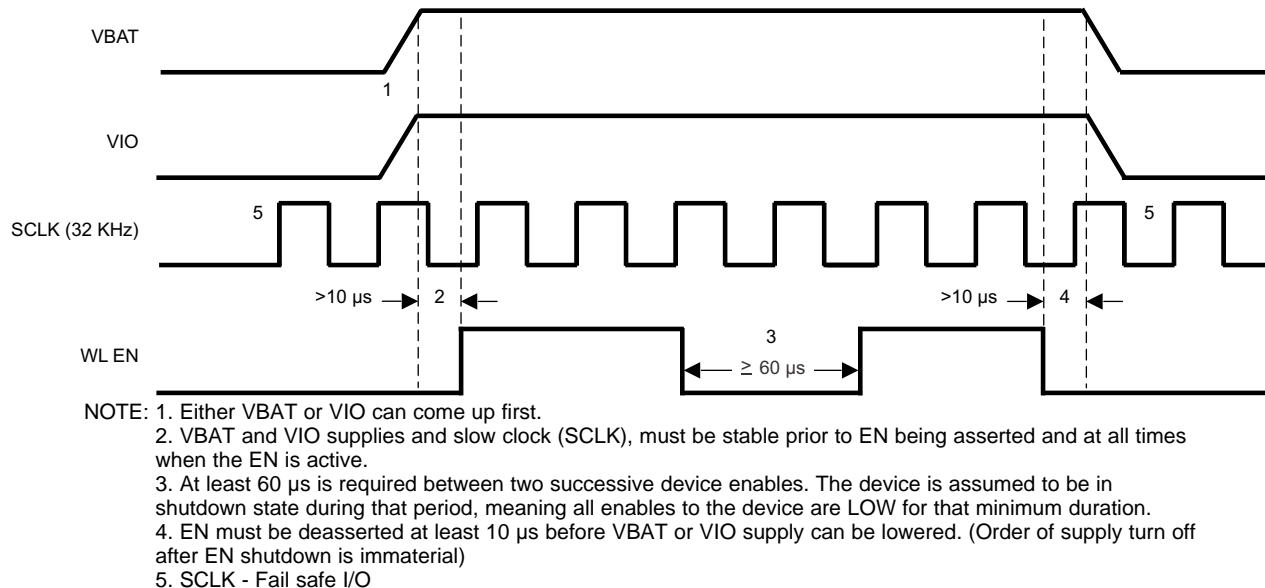 VBAT
1
VIO
5
5
SCLK (32 KHz)
>10 µs
2
>10 µs
4
3
WL EN
≥ 60 µs
NOTE: 1. Either VBAT or VIO can come up first.
2. VBAT and VIO supplies and slow clock (SCLK), must be stable prior to EN being asserted and at all times
when the EN is active.
3. At least 60 µs is required between two successive device enables. The device is assumed to be in
shutdown state during that period, meaning all enables to the device are LOW for that minimum duration.
4. EN must be deasserted at least 10 µs before VBAT or VIO supply can be lowered. (Order of supply turn off
after EN shutdown is immaterial)
5. SCLK - Fail safe I/O